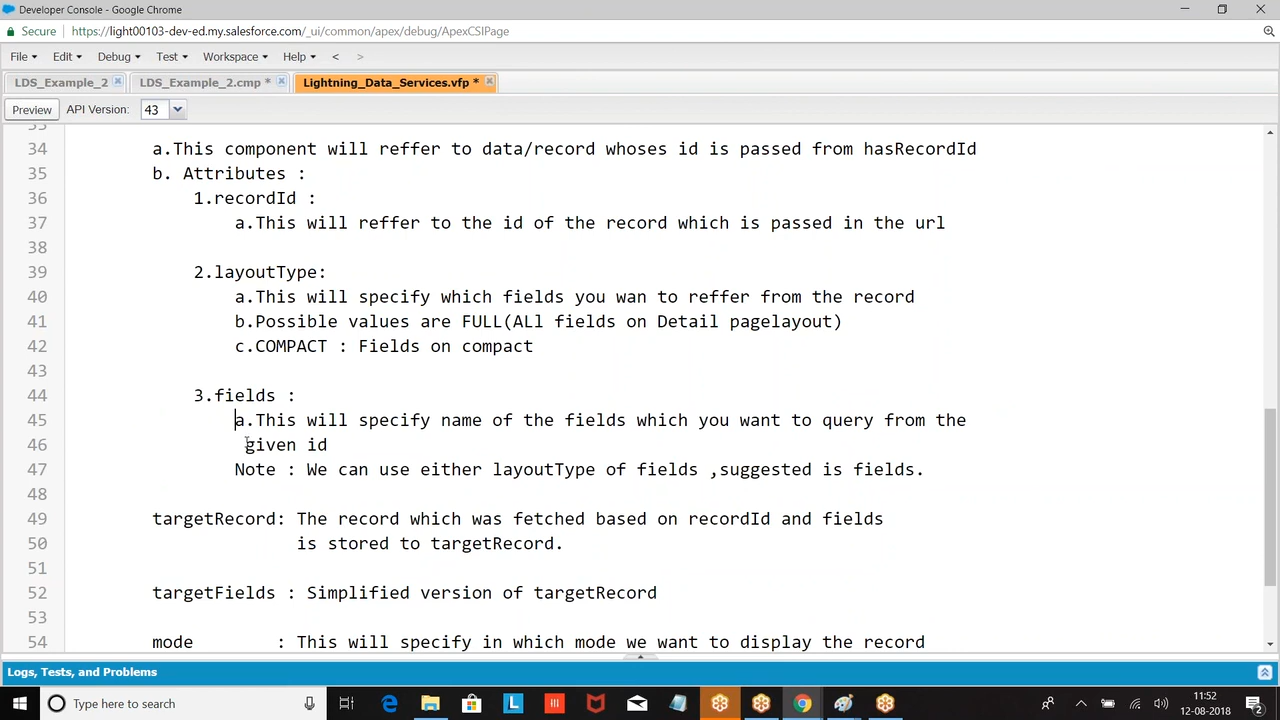 Developer Console - Google Chrome
Secure https://light00103-dev-ed.my.salesforce.com/_ui/common/apex/debug/ApexCSIPage
File Edit Debug Test Workspace Help < >
LDS_Example_2 LDS_Example_2.cmp * Lightning_Data_Services.vfp *
Preview API Version: 43
33
34 a.This component will reffer to data/record whoses id is passed from hasRecordId
35 b. Attributes :
36 1.recordId :
37 a.This will reffer to the id of the record which is passed in the url
38
39 2.layoutType:
40 a.This will specify which fields you wan to reffer from the record
41 b.Possible values are FULL(ALl fields on Detail pagelayout)
42 c.COMPACT : Fields on compact
43
44 3.fields :
45 a.This will specify name of the fields which you want to query from the
46 given id
47 Note : We can use either layoutType of fields ,suggested is fields.
48
49 targetRecord: The record which was fetched based on recordId and fields
50 is stored to targetRecord.
51
52 targetFields : Simplified version of targetRecord
53
54 mode : This will specify in which mode we want to display the record
Logs, Tests, and Problems
Type here to search
11:52
12-08-2018
2